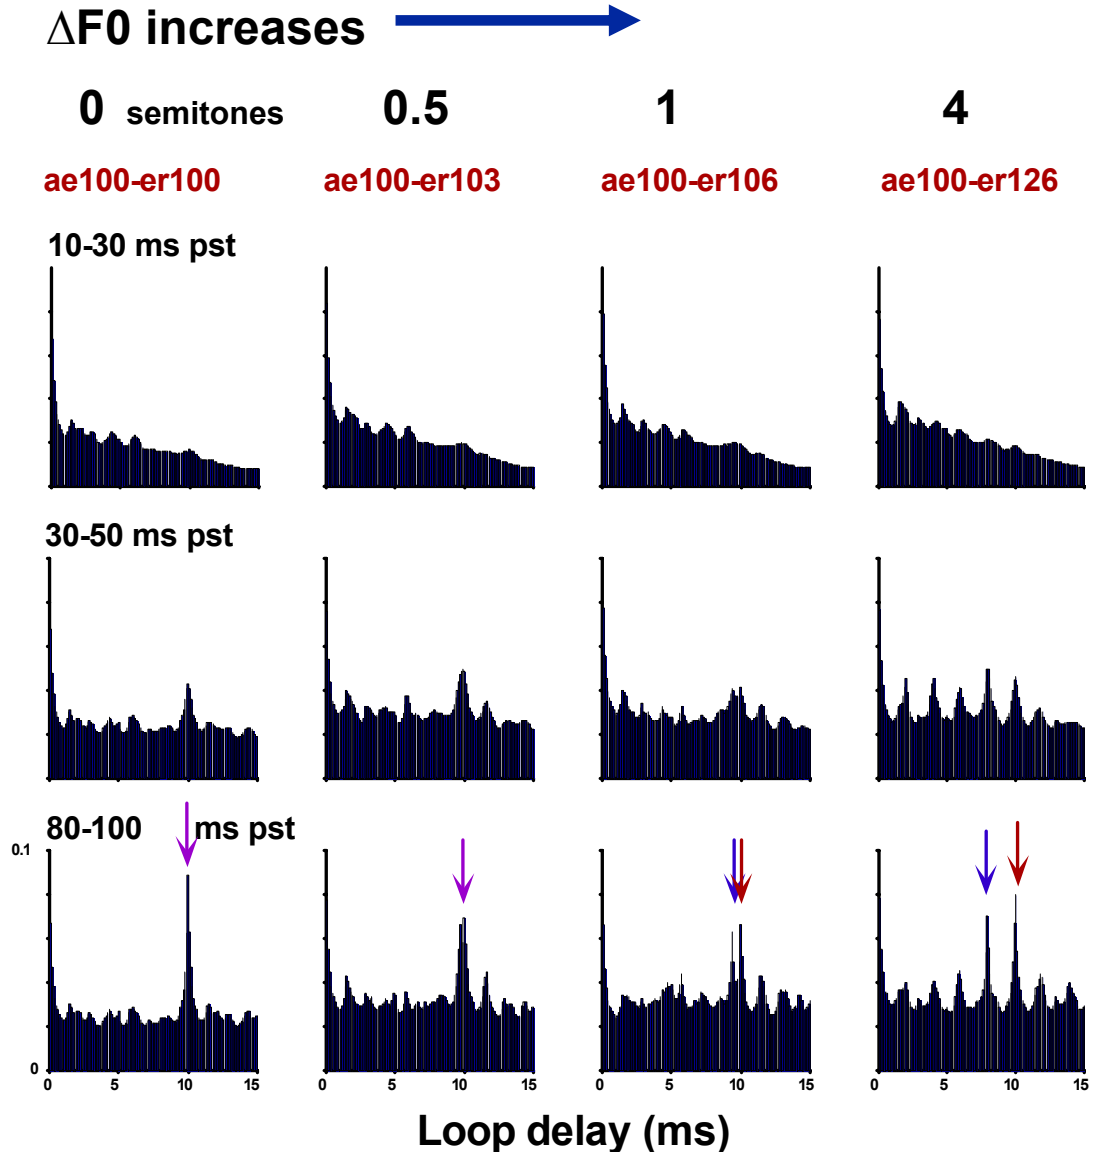 ΔF0 increases
0 semitones 0.5 1 4
ae100-er100 ae100-er103 ae100-er106 ae100-er126
10-30 ms pst
30-50 ms pst
80-100 ms pst
0.1
0
0 5 10 15 0 5 10 15 0 5 10 15 0 5 10 15
Loop delay (ms)